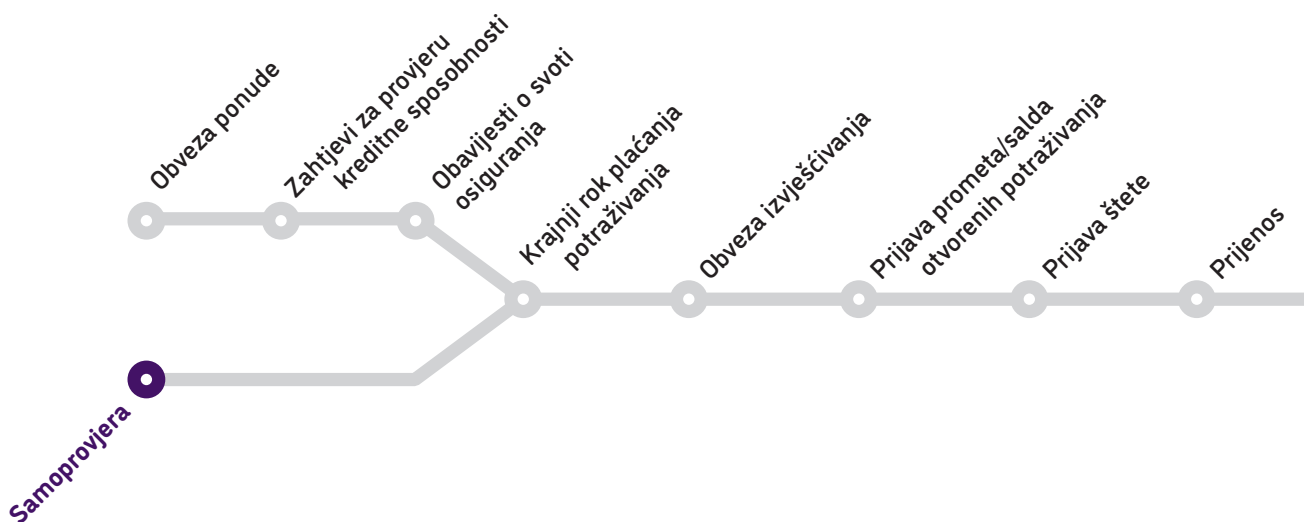 Obveza ponude
Zahtjevi za provjeru
kreditne sposobnosti
Obavijesti o svoti
osiguranja
Krajnji rok plaćanja
potraživanja
Obveza izvješćivanja
Prijava prometa/salda
otvorenih potraživanja
Prijava štete
Prijenos
Samoprovjera